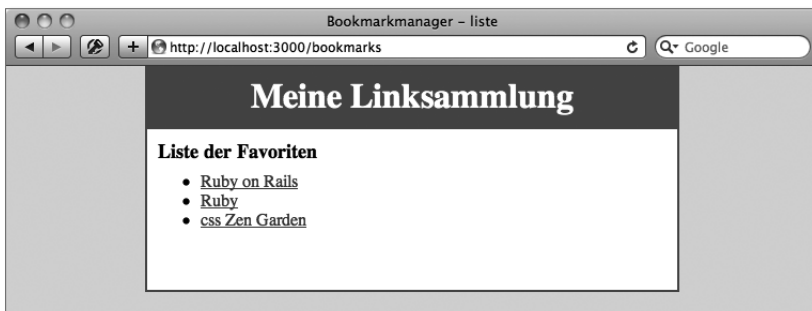 Bookmarkmanager – liste
http://localhost:3000/bookmarks
Google
Meine Linksammlung
Liste der Favoriten
Ruby on Rails
Ruby
css Zen Garden